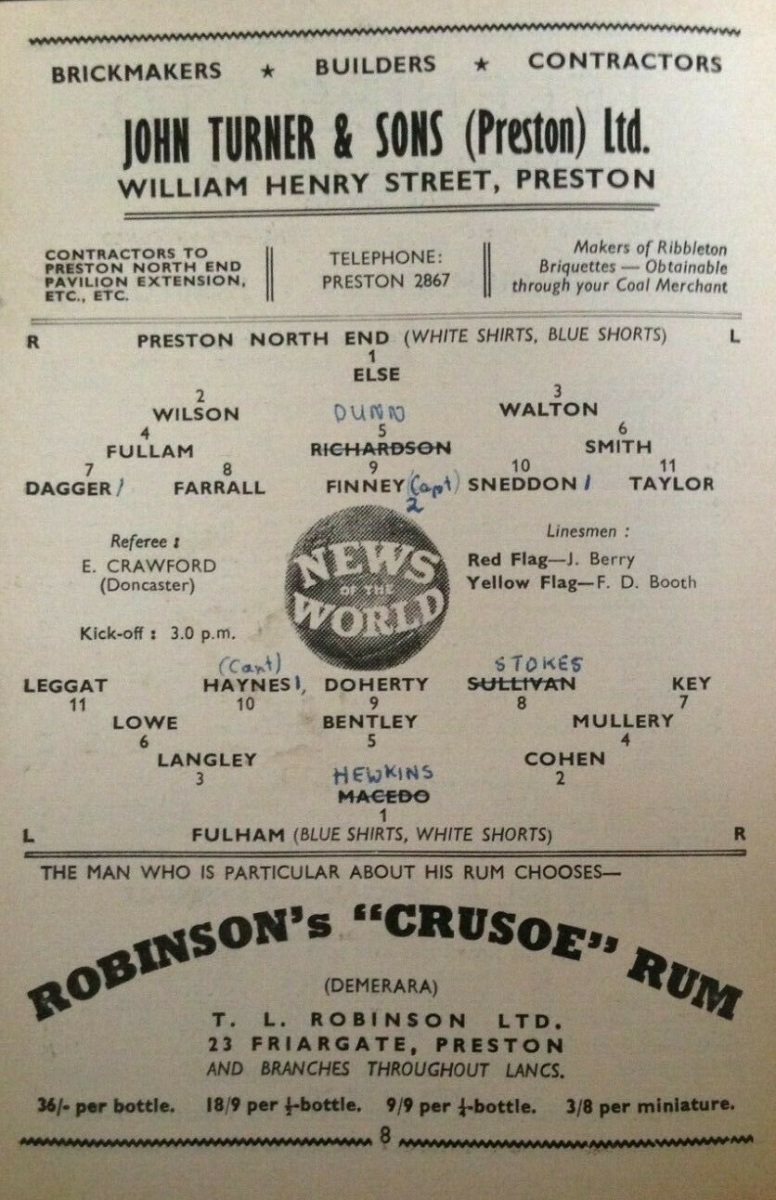 BRICKMAKERS ★ BUILDERS ★ CONTRACTORS
JOHN TURNER & SONS (Preston) Ltd.
WILLIAM HENRY STREET, PRESTON
CONTRACTORS TO
PRESTON NORTH END
PAVILION EXTENSION,
ETC., ETC.
TELEPHONE:
PRESTON 2867
Makers of Ribbleton
Briquettes — Obtainable
through your Coal Merchant
R PRESTON NORTH END (WHITE SHIRTS, BLUE SHORTS) L
1
ELSE
2 3
WILSON DUNN WALTON
4 5 6
FULLAM RICHARDSON SMITH
7 8 9 10 11
DAGGER / FARRALL FINNEY (Capt) SNEDDON 1 TAYLOR
2
Referee :
E. CRAWFORD
(Doncaster)
Kick-off : 3.0 p.m.
NEWS
OF THE
WORLD
Linesmen :
Red Flag—J. Berry
Yellow Flag—F. D. Booth
(Capt) STOKES
LEGGAT HAYNES 1, DOHERTY SULLIVAN KEY
11 10 9 8 7
LOWE BENTLEY MULLERY
6 5 4
LANGLEY COHEN
3 2
HEWKINS
MACEDO
1
L FULHAM (BLUE SHIRTS, WHITE SHORTS) R
THE MAN WHO IS PARTICULAR ABOUT HIS RUM CHOOSES—
ROBINSON's “CRUSOE” RUM
(DEMERARA)
T. L. ROBINSON LTD.
23 FRIARGATE, PRESTON
AND BRANCHES THROUGHOUT LANCS.
36/- per bottle. 18/9 per ½-bottle. 9/9 per ¼-bottle. 3/8 per miniature.
8